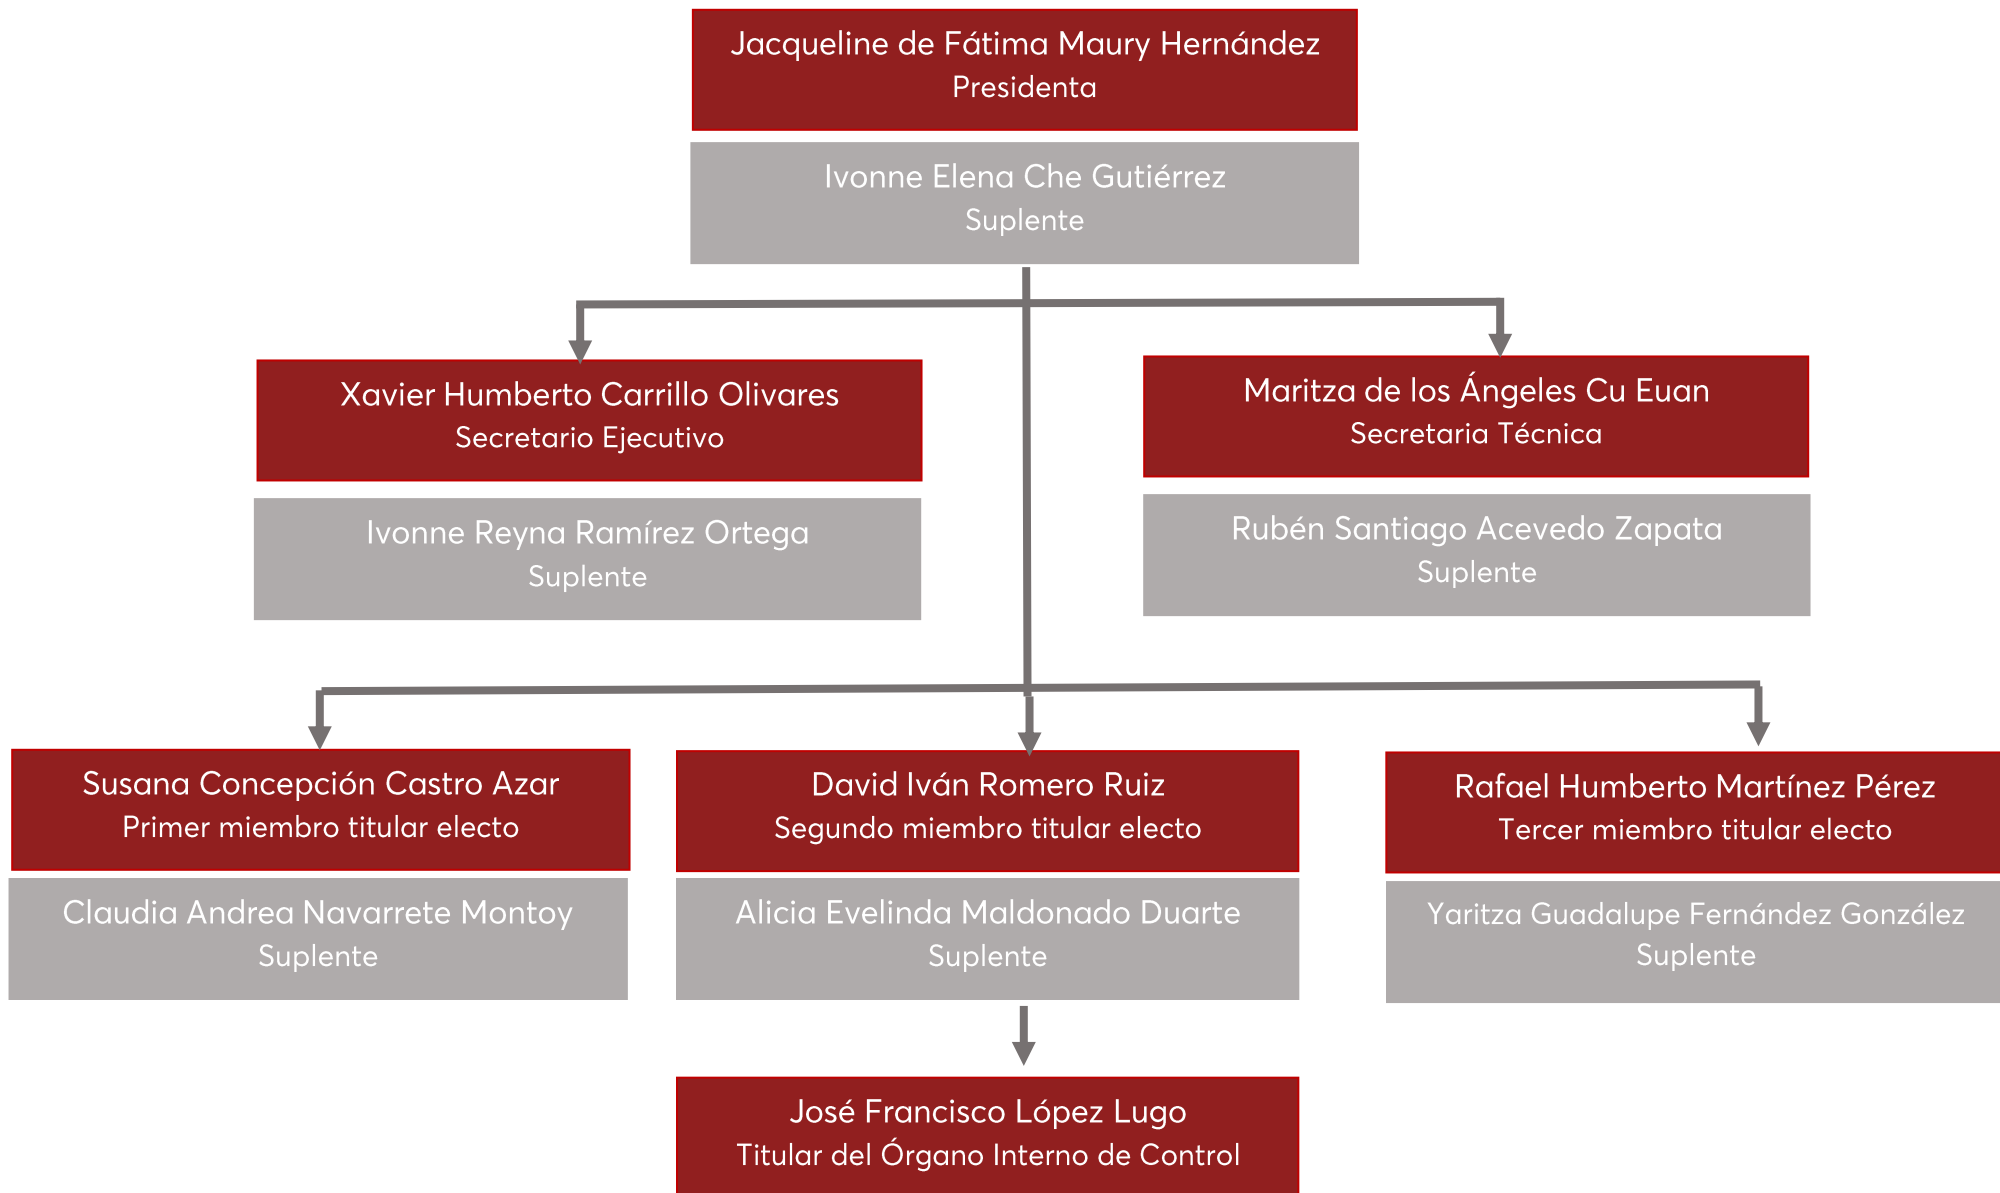 Jacqueline de Fátima Maury Hernández
Presidenta
Ivonne Elena Che Gutiérrez
Suplente
Xavier Humberto Carrillo Olivares
Secretario Ejecutivo
Ivonne Reyna Ramírez Ortega
Suplente
Maritza de los Ángeles Cu Euan
Secretaria Técnica
Rubén Santiago Acevedo Zapata
Suplente
Susana Concepción Castro Azar
Primer miembro titular electo
Claudia Andrea Navarrete Montoy
Suplente
David Iván Romero Ruiz
Segundo miembro titular electo
Alicia Evelinda Maldonado Duarte
Suplente
Rafael Humberto Martínez Pérez
Tercer miembro titular electo
Yaritza Guadalupe Fernández González
Suplente
José Francisco López Lugo
Titular del Órgano Interno de Control